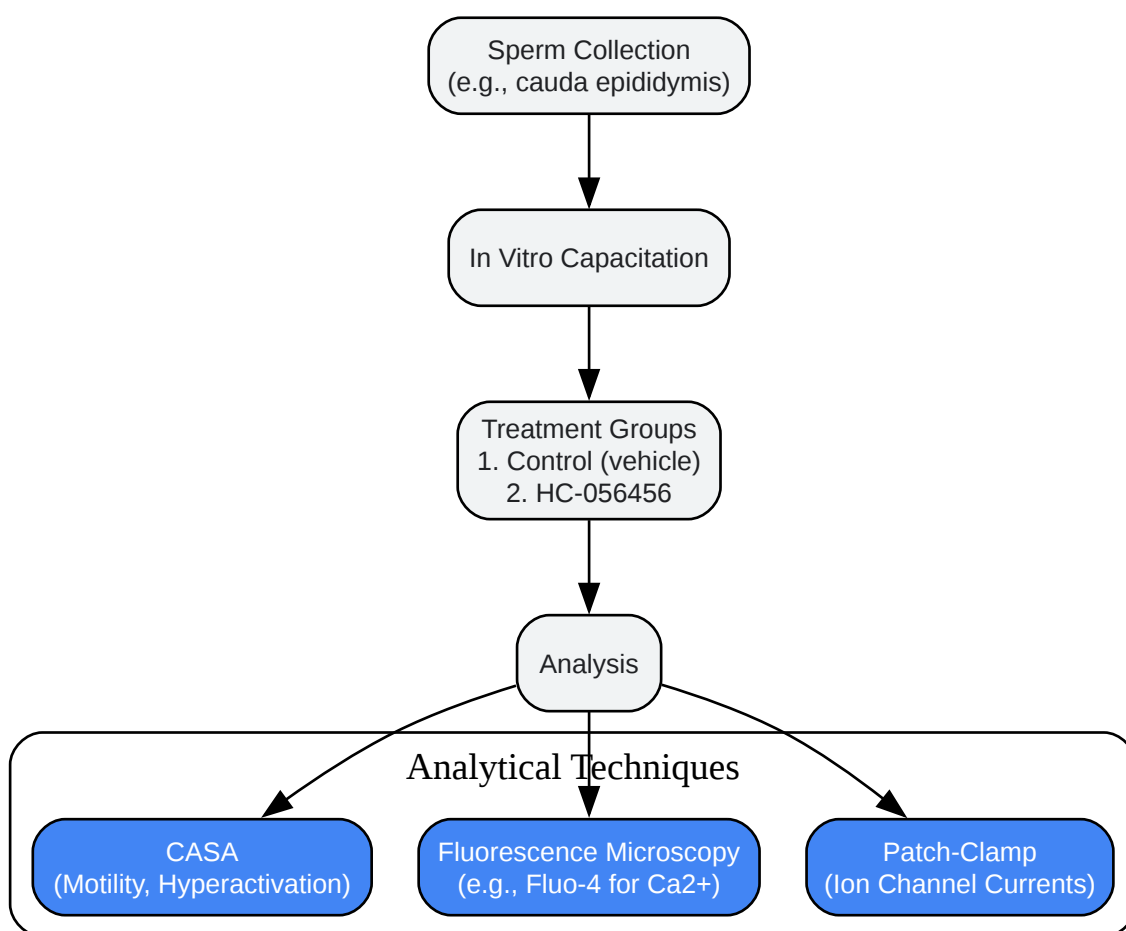 Sperm Collection
(e.g., cauda epididymis)
In Vitro Capacitation
Treatment Groups
1. Control (vehicle)
2. HC-056456
Analysis
Analytical Techniques
CASA
(Motility, Hyperactivation)
Fluorescence Microscopy
(e.g., Fluo-4 for Ca2+)
Patch-Clamp
(Ion Channel Currents)